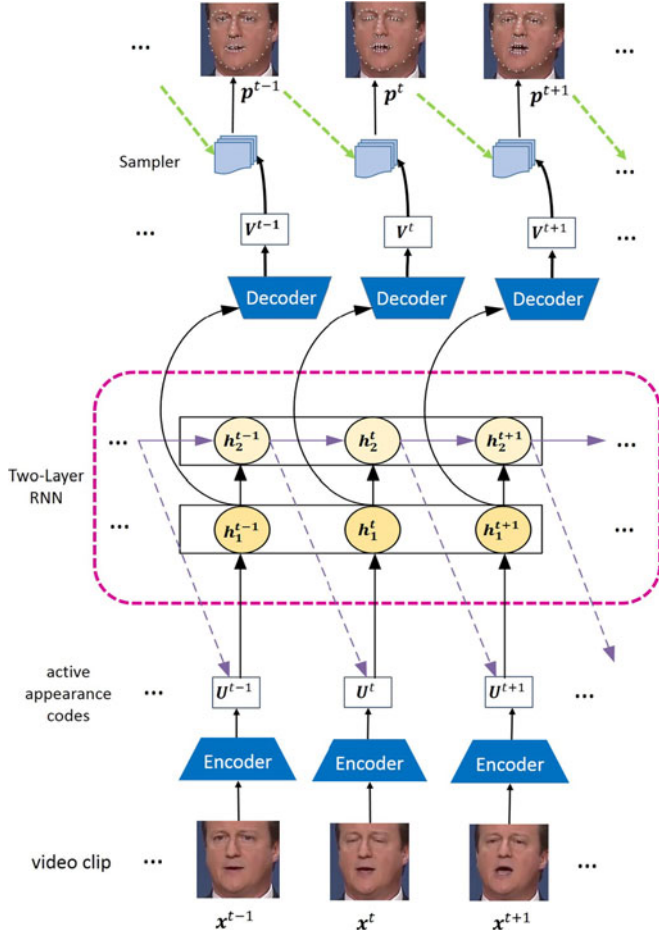 ... ...
p^{t-1} p^t p^{t+1}
Sampler ...
... V^{t-1} V^t V^{t+1} ...
Decoder Decoder Decoder
... h_2^{t-1} h_2^t h_2^{t+1} ...
Two-Layer
RNN
... h_1^{t-1} h_1^t h_1^{t+1} ...
active
appearance
codes
... U^{t-1} U^t U^{t+1} ...
Encoder Encoder Encoder
video clip ... ...
x^{t-1} x^t x^{t+1}